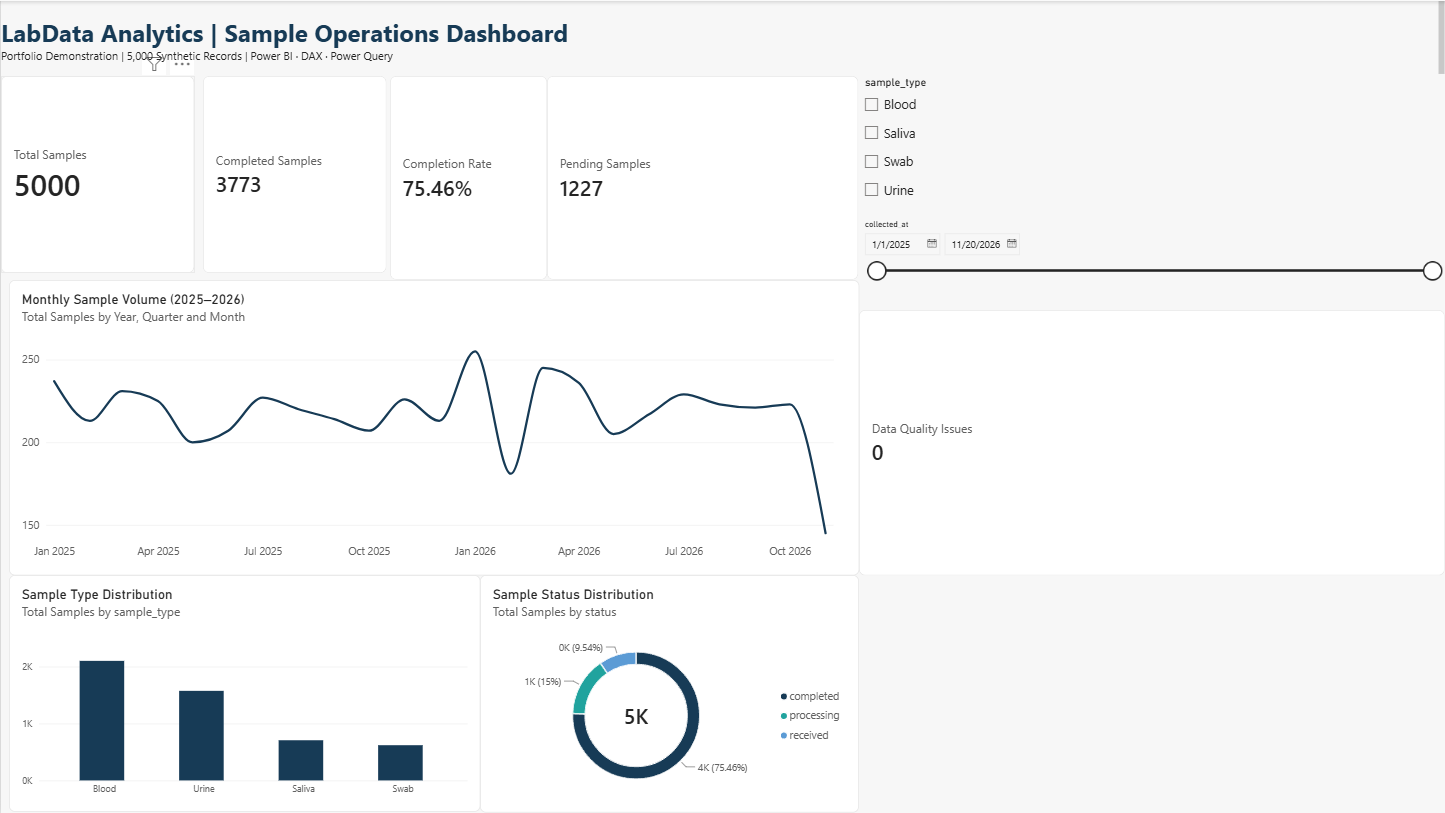 LabData Analytics | Sample Operations Dashboard
Portfolio Demonstration | 5,000 Synthetic Records | Power BI · DAX · Power Query
Total Samples
5000
Completed Samples
3773
Completion Rate
75.46%
Pending Samples
1227
sample_type
Blood
Saliva
Swab
Urine
collected_at
1/1/2025 11/20/2026
Monthly Sample Volume (2025–2026)
Total Samples by Year, Quarter and Month
250
200
150
Jan 2025 Apr 2025 Jul 2025 Oct 2025 Jan 2026 Apr 2026 Jul 2026 Oct 2026
Data Quality Issues
0
Sample Type Distribution
Total Samples by sample_type
2K
1K
0K
Blood Urine Saliva Swab
Sample Status Distribution
Total Samples by status
0K (9.54%)
1K (15%)
5K
4K (75.46%)
completed
processing
received